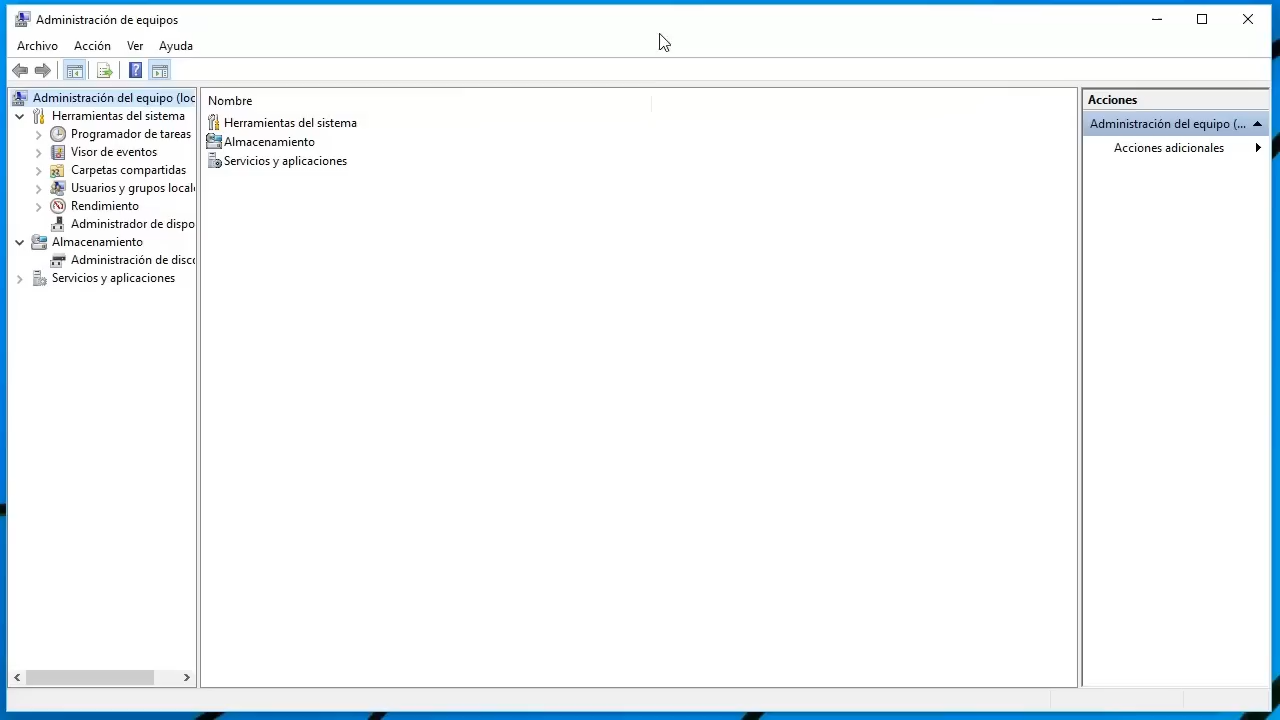 Administración de equipos
Archivo Acción Ver Ayuda
Administración del equipo (loc
Herramientas del sistema
Programador de tareas
Visor de eventos
Carpetas compartidas
Usuarios y grupos local
Rendimiento
Administrador de dispo
Almacenamiento
Administración de disc
Servicios y aplicaciones
Nombre
Herramientas del sistema
Almacenamiento
Servicios y aplicaciones
Acciones
Administración del equipo (...
Acciones adicionales